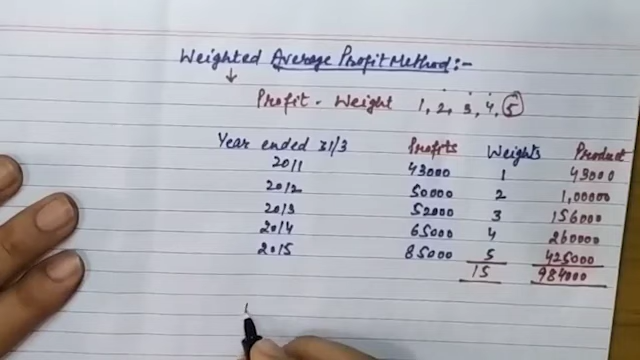 Weighted Average Profit Method :-
↓
Profit - Weight 1, 2, 3, 4, 5
Year ended 31/3 Profits Weights Product
2011 43000 1 43000
2012 50000 2 1,00000
2013 52000 3 156000
2014 65000 4 260000
2015 85000 5 425000
15 984000